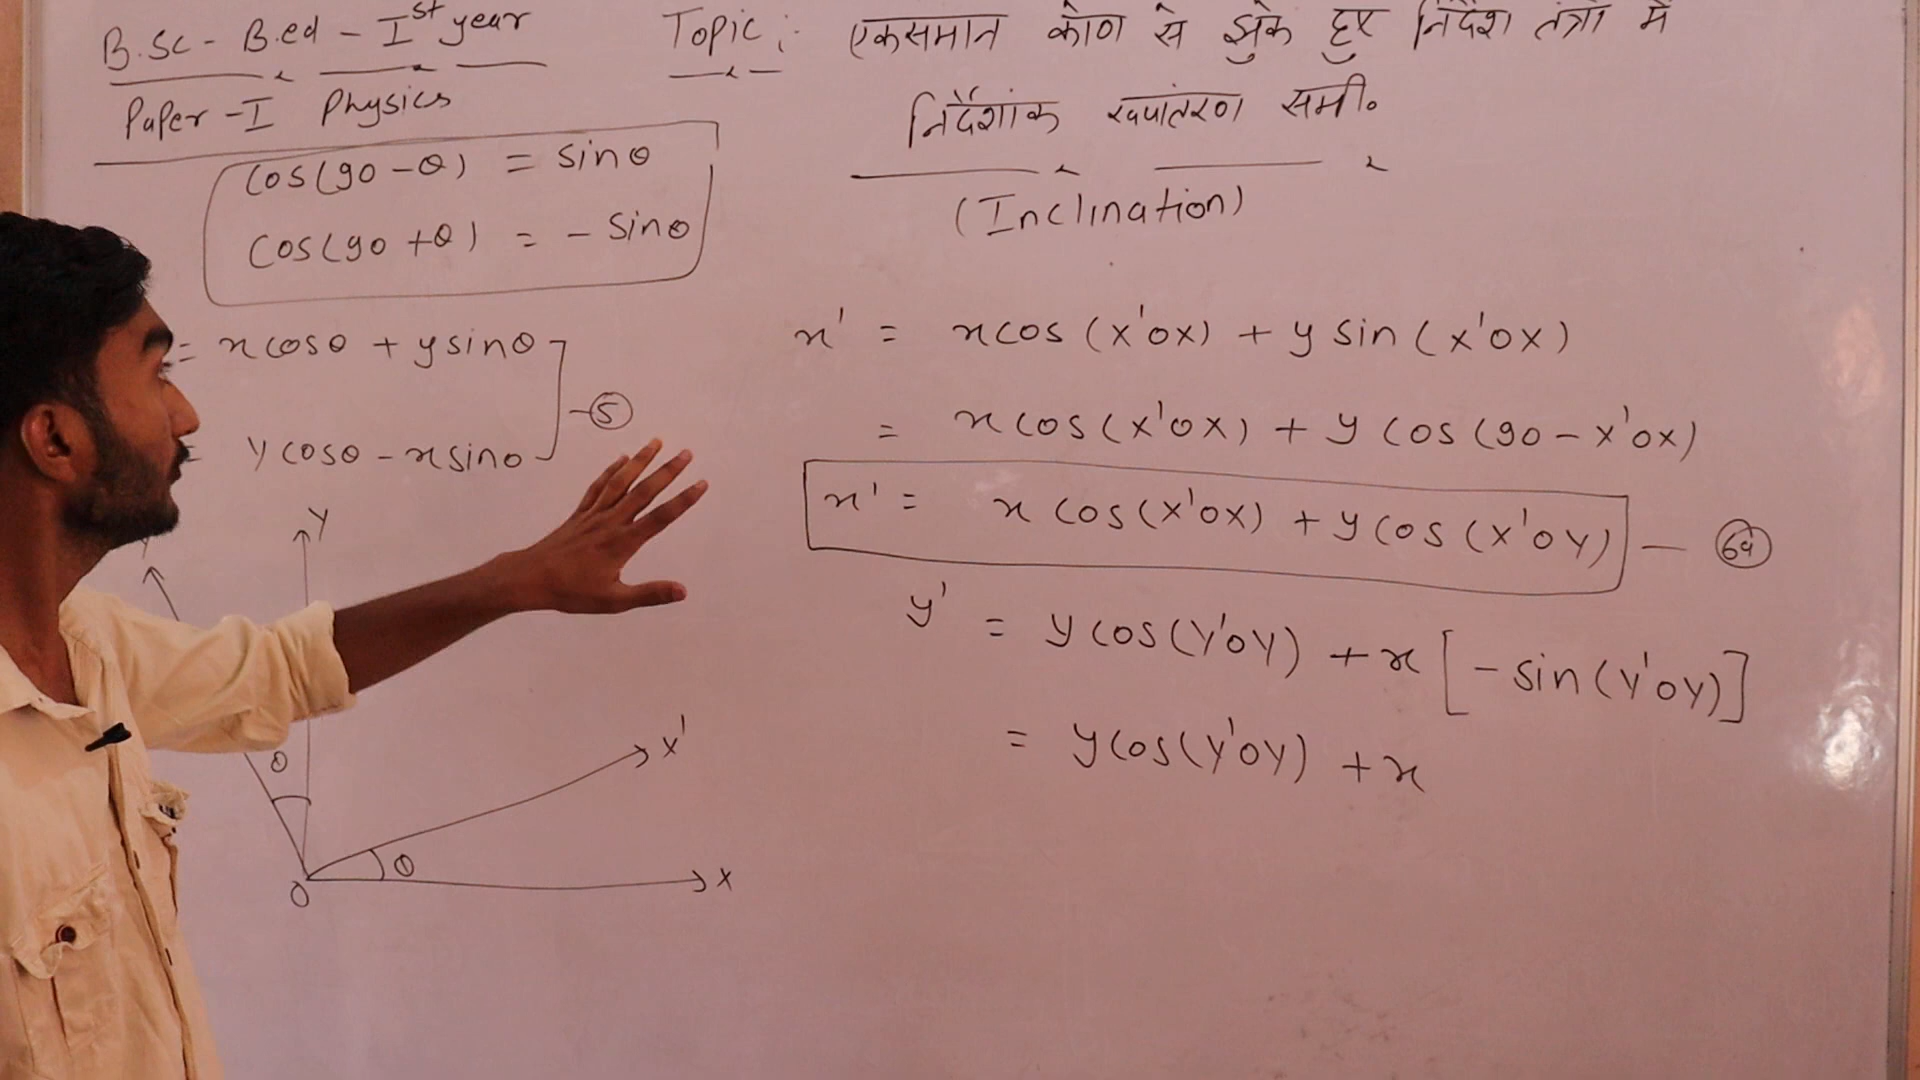 B.Sc - B.ed - Ist year
Paper - I Physics
Topic :- एकसमान कोण से झुके हुए निर्देश तंत्रों में
निर्देशांक रूपांतरण समी०
(Inclination)
cos(90 - θ) = sinθ
cos(90 + θ) = - sinθ
= x cosθ + y sinθ
= y cosθ - x sinθ
- 5
x' = x cos (x'ox) + y sin (x'ox)
= x cos (x'ox) + y cos (90 - x'ox)
x' = x cos(x'ox) + y cos (x'oy) — 6a
y' = y cos(y'oy) + x [- sin (y'oy)]
= y cos(y'oy) + x
Y
X'
X
O
θ
θ